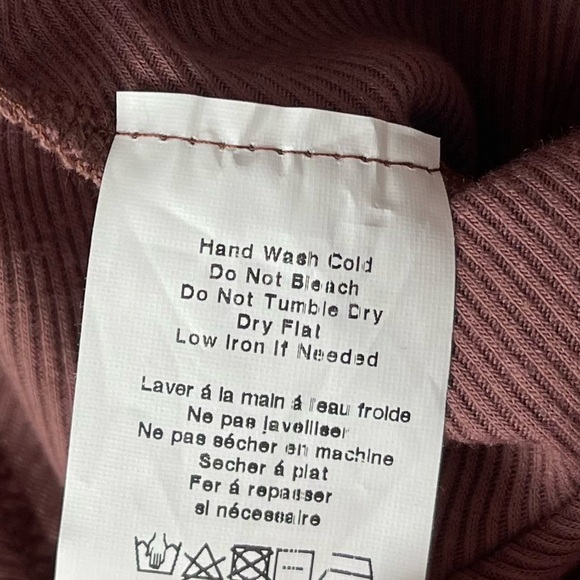 Hand Wash Cold
Do Not Bleach
Do Not Tumble Dry
Dry Flat
Low Iron If Needed
Laver á la main á l'eau froide
Ne pas javelliser
Ne pas sécher en machine
Secher á plat
Fer á repasser
si nécessaire